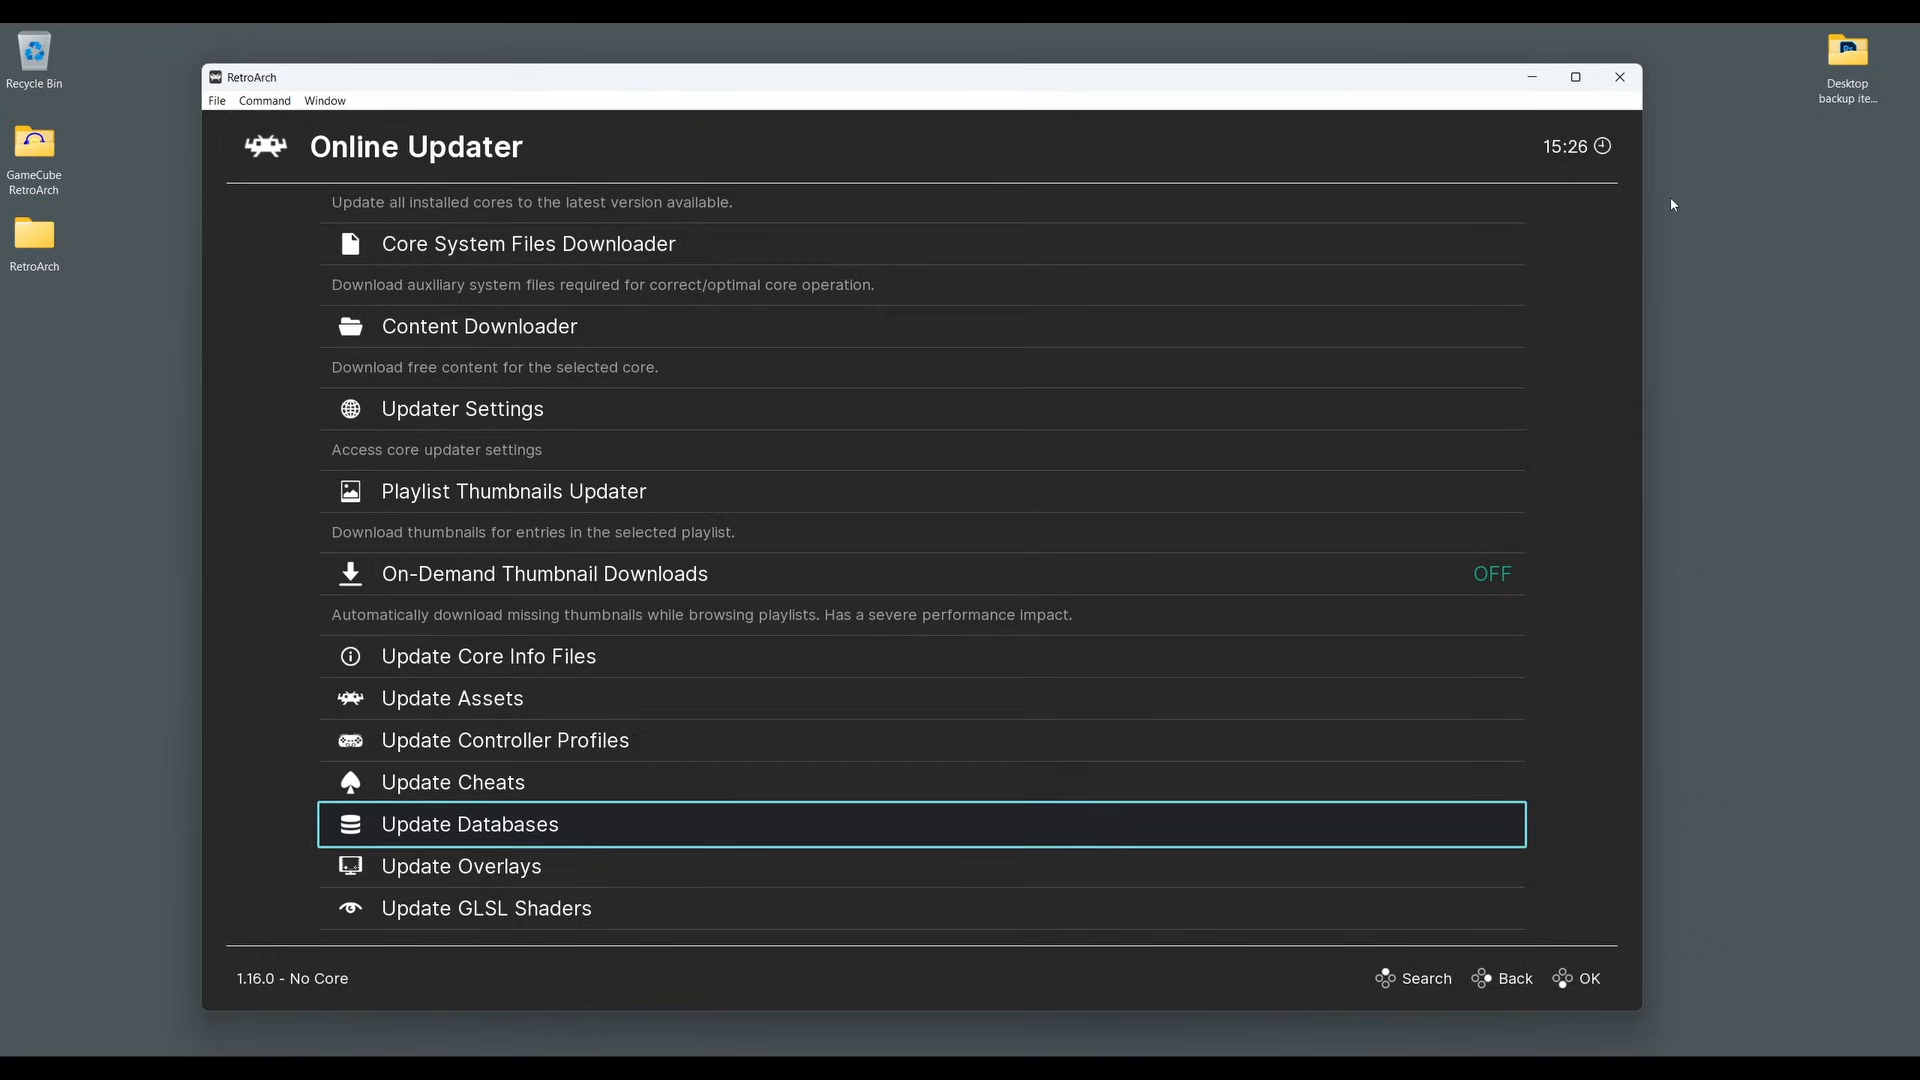 Recycle Bin
GameCube
RetroArch
RetroArch
Desktop
backup ite...
RetroArch
File Command Window
Online Updater
15:26
Update all installed cores to the latest version available.
Core System Files Downloader
Download auxiliary system files required for correct/optimal core operation.
Content Downloader
Download free content for the selected core.
Updater Settings
Access core updater settings
Playlist Thumbnails Updater
Download thumbnails for entries in the selected playlist.
On-Demand Thumbnail Downloads OFF
Automatically download missing thumbnails while browsing playlists. Has a severe performance impact.
Update Core Info Files
Update Assets
Update Controller Profiles
Update Cheats
Update Databases
Update Overlays
Update GLSL Shaders
1.16.0 - No Core
Search Back OK